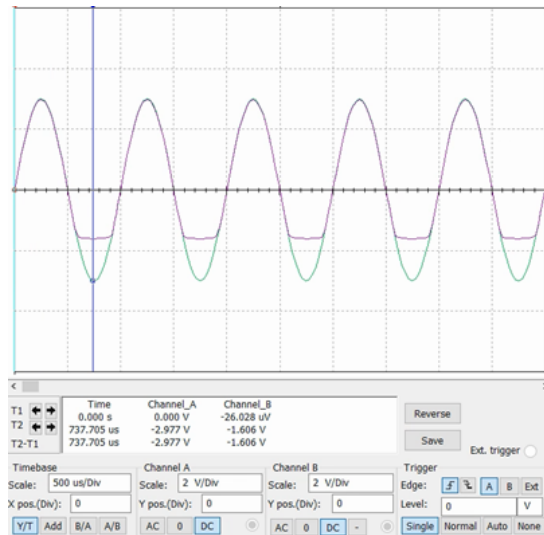 Time Channel_A Channel_B
T1 0.000 s 0.000 V -26.028 uV
T2 737.705 us -2.977 V -1.606 V
T2-T1 737.705 us -2.977 V -1.606 V
Reverse
Save
Ext. trigger
Timebase
Scale: 500 us/Div
X pos.(Div): 0
Y/T Add B/A A/B
Channel A
Scale: 2 V/Div
Y pos.(Div): 0
AC 0 DC
Channel B
Scale: 2 V/Div
Y pos.(Div): 0
AC 0 DC -
Trigger
Edge: A B Ext
Level: 0 V
Single Normal Auto None